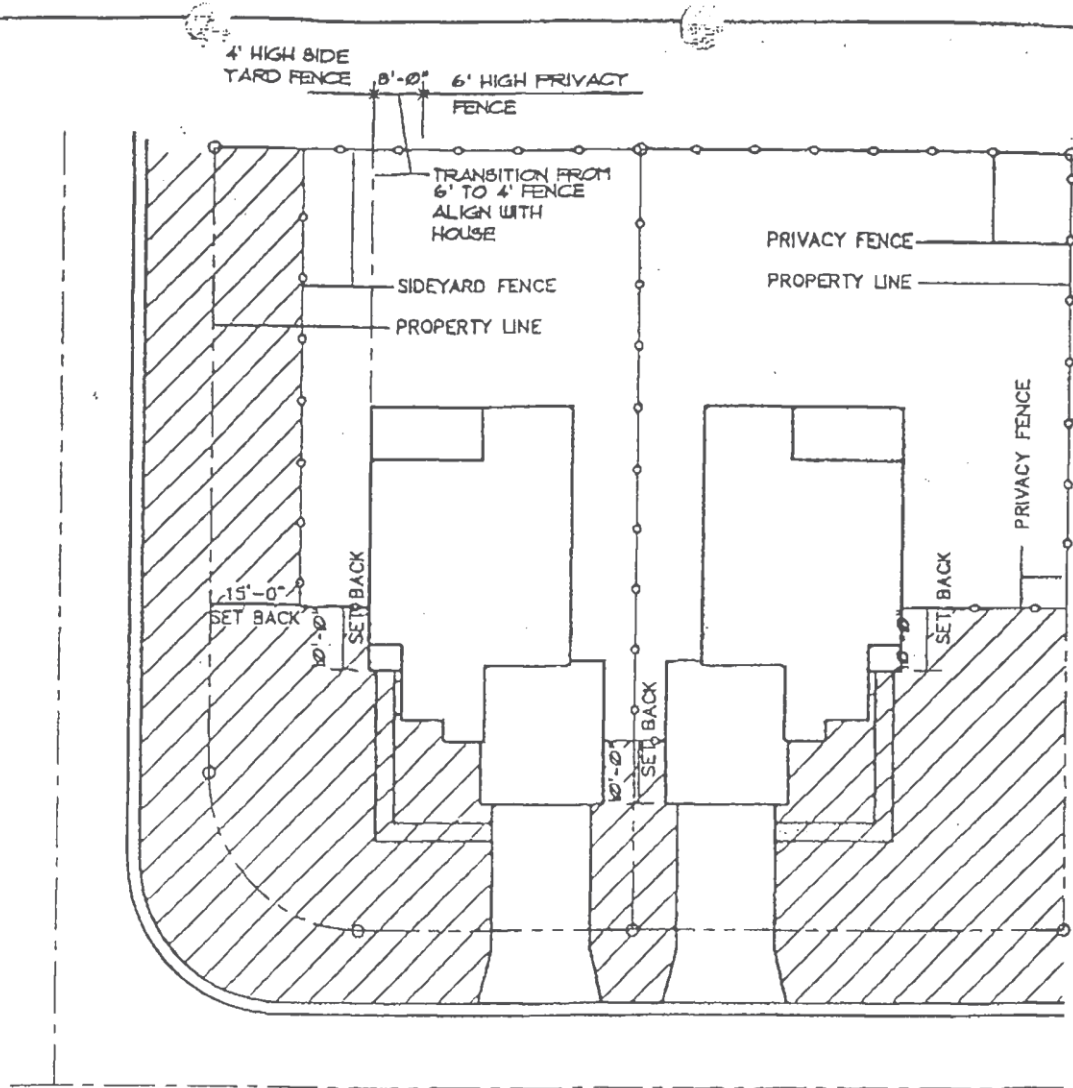 4' HIGH SIDE
YARD FENCE
8'-0"
6' HIGH PRIVACY
FENCE
TRANSITION FROM
6' TO 4' FENCE
ALIGN WITH
HOUSE
SIDEYARD FENCE
PROPERTY LINE
PRIVACY FENCE
PROPERTY LINE
PRIVACY FENCE
15'-0"
SET BACK
10'-0"
SET BACK
10'-0"
SET BACK
10'-0"
SET BACK